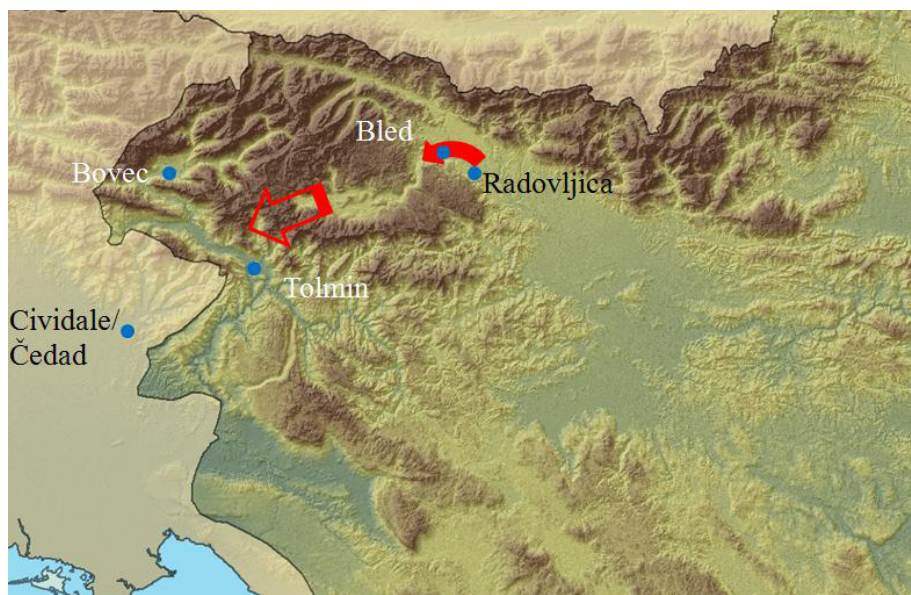 Bled
Bovec
Radovljica
Tolmin
Cividale/
Čedad